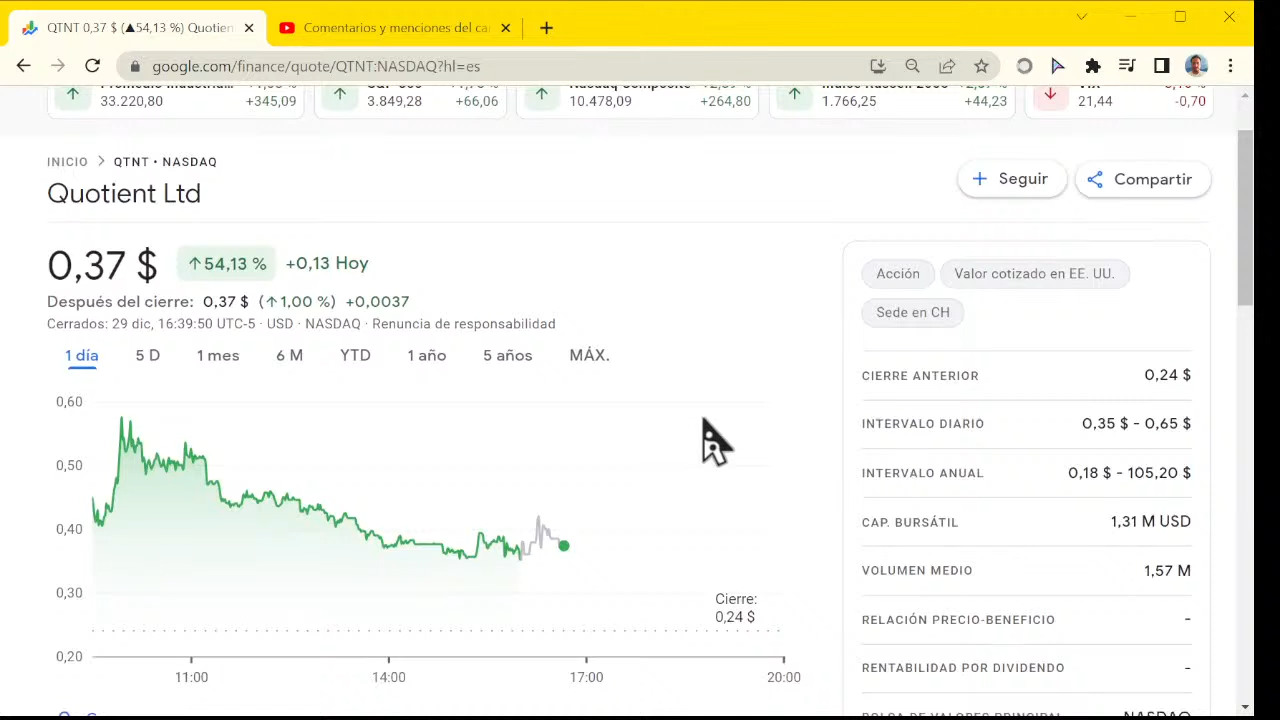 QTNT 0,37 $ (▲54,13 %) Quotien
Comentarios y menciones del ca
google.com/finance/quote/QTNT:NASDAQ?hl=es
33.220,80 +345,09
3.849,28 +66,06
10.478,09 +264,80
1.766,25 +44,23
21,44 -0,70
INICIO > QTNT • NASDAQ
Quotient Ltd
Seguir
Compartir
0,37 $ ↑54,13 % +0,13 Hoy
Después del cierre: 0,37 $ (↑1,00 %) +0,0037
Cerrados: 29 dic, 16:39:50 UTC-5 · USD · NASDAQ · Renuncia de responsabilidad
1 día 5 D 1 mes 6 M YTD 1 año 5 años MÁX.
0,60
0,50
0,40
0,30
0,20
Cierre:
0,24 $
11:00 14:00 17:00 20:00
Acción Valor cotizado en EE. UU.
Sede en CH
CIERRE ANTERIOR 0,24 $
INTERVALO DIARIO 0,35 $ - 0,65 $
INTERVALO ANUAL 0,18 $ - 105,20 $
CAP. BURSÁTIL 1,31 M USD
VOLUMEN MEDIO 1,57 M
RELACIÓN PRECIO-BENEFICIO -
RENTABILIDAD POR DIVIDENDO -
BOLSA DE VALORES PRINCIPAL NASDAQ